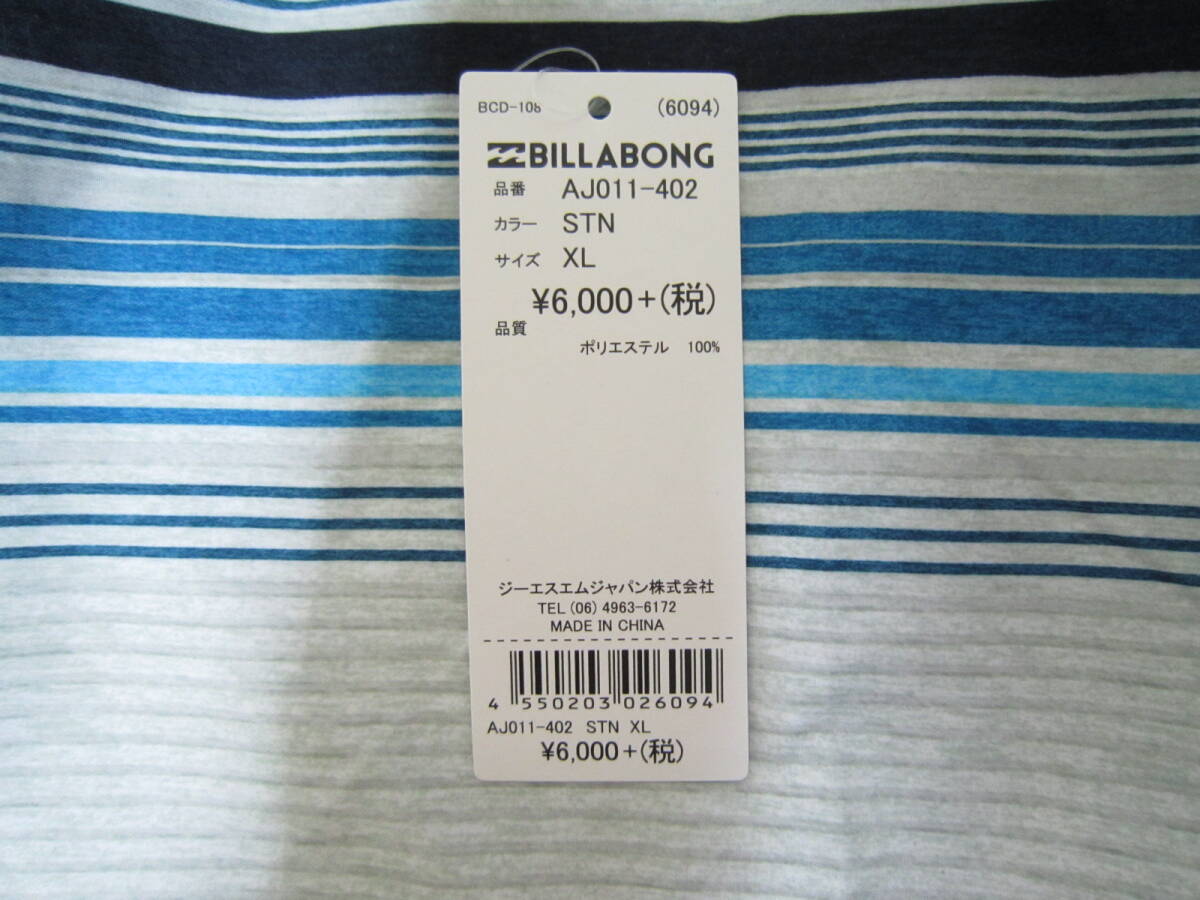 BCD-108 (6094)
BILLABONG
品番 AJ011-402
カラー STN
サイズ XL
¥6,000+(税)
品質
ポリエステル 100%
ジーエスエムジャパン株式会社
TEL (06) 4963-6172
MADE IN CHINA
4 550203 026094
AJ011-402 STN XL
¥6,000+(税)